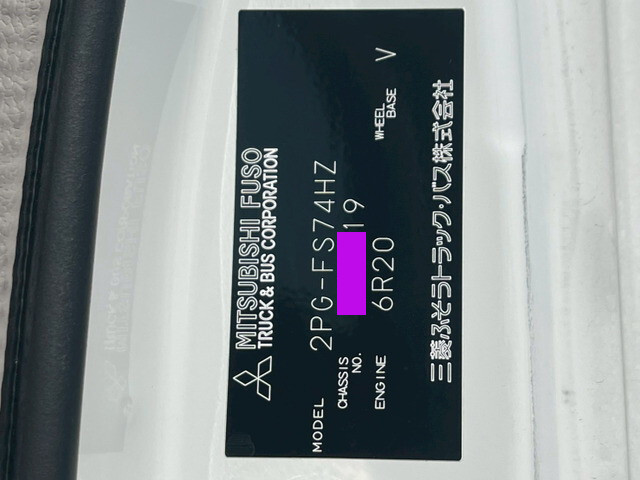 MITSUBISHI FUSO
TRUCK & BUS CORPORATION
MODEL 2PG-FS74HZ
CHASSIS NO. 19
ENGINE 6R20 WHEEL BASE V
三菱ふそうトラック・バス株式会社